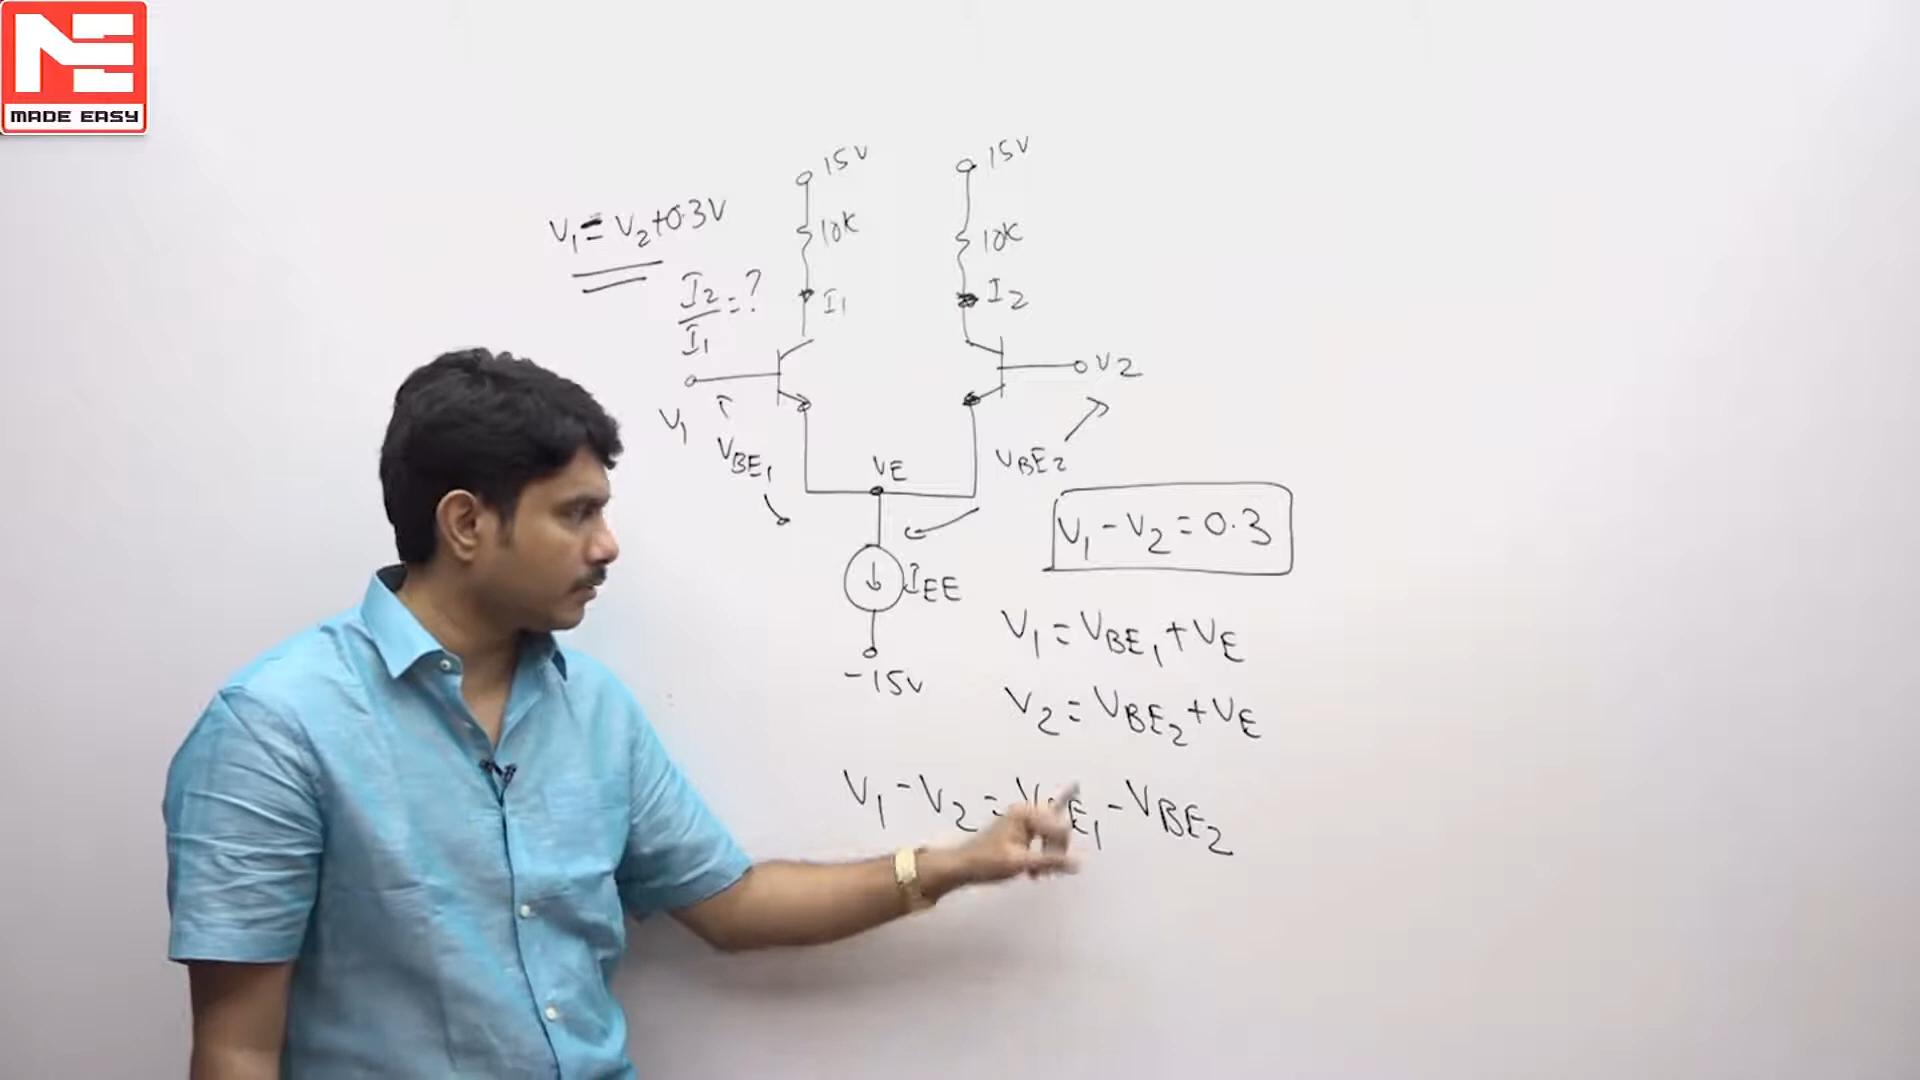 ME
MADE EASY
15V
15V
V1 = V2+0.3V
10K
10K
I2/I1 = ?
I1
I2
V1
V2
VBE1
VE
VBE2
V1 - V2 = 0.3
IEE
V1 = VBE1 + VE
-15V
V2 = VBE2 + VE
V1 - V2 = VBE1 - VBE2